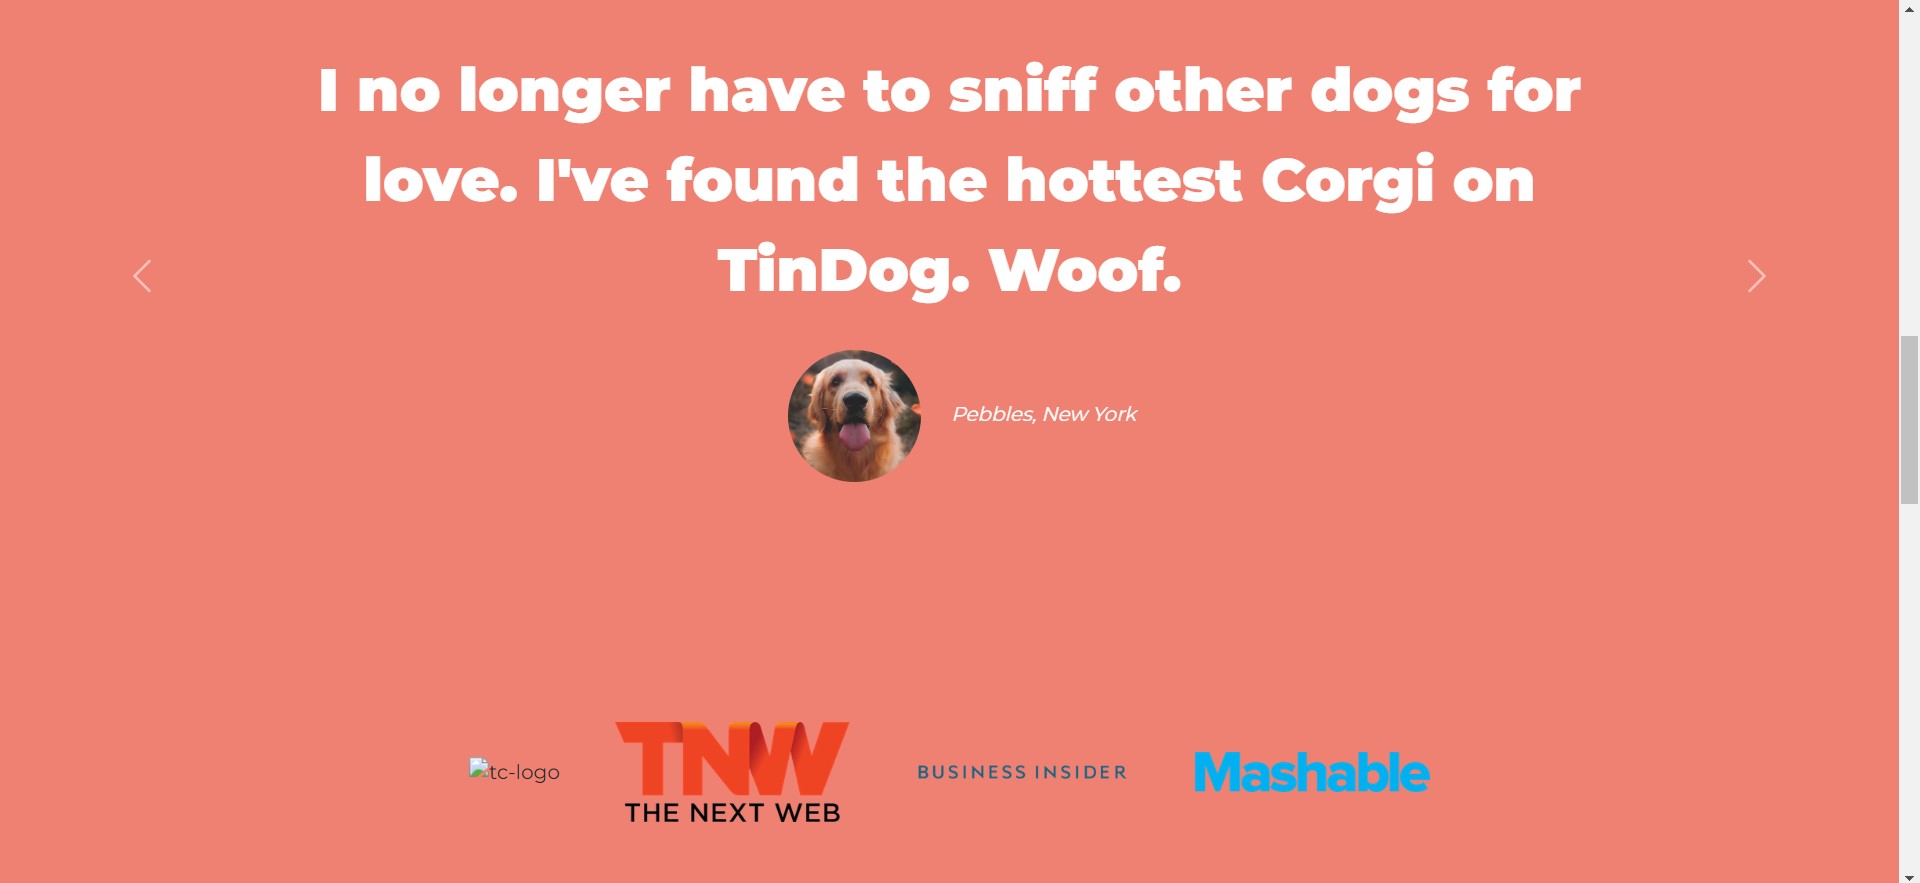 I no longer have to sniff other dogs for
love. I've found the hottest Corgi on
TinDog. Woof.
Pebbles, New York
tc-logo
TNW
THE NEXT WEB
BUSINESS INSIDER
Mashable